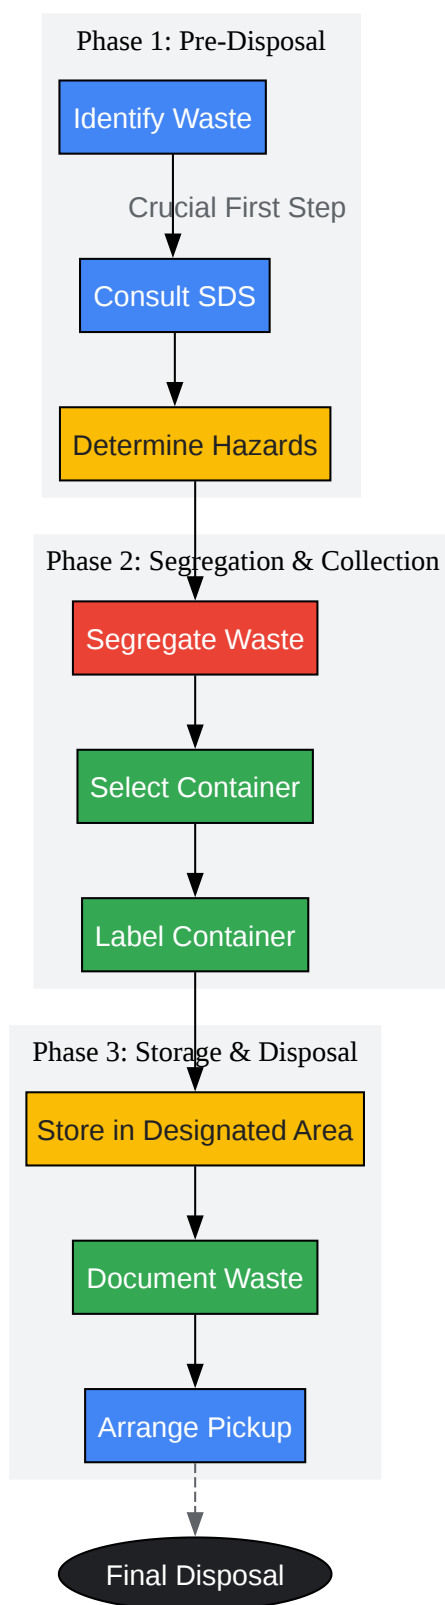 Phase 1: Pre-Disposal
Identify Waste
Crucial First Step
Consult SDS
Determine Hazards
Phase 2: Segregation & Collection
Segregate Waste
Select Container
Label Container
Phase 3: Storage & Disposal
Store in Designated Area
Document Waste
Arrange Pickup
Final Disposal